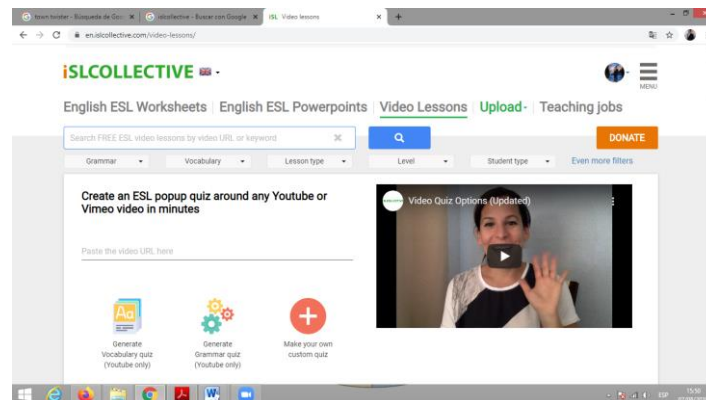 brain twister - Búsqueda de Goo
islcollective - Buscar con Google
iSL Video lessons
en.islcollective.com/video-lessons/
iSLCOLLECTIVE
MENU
English ESL Worksheets English ESL Powerpoints Video Lessons Upload Teaching jobs
Search FREE ESL video lessons by video URL or keyword
DONATE
Grammar Vocabulary Lesson type Level Student type Even more filters
Create an ESL popup quiz around any Youtube or
Vimeo video in minutes
Paste the video URL here
Video Quiz Options (Updated)
Aa
Generate
Vocabulary quiz
(Youtube only)
Generate
Grammar quiz
(Youtube only)
Make your own
custom quiz
ESP
15:50